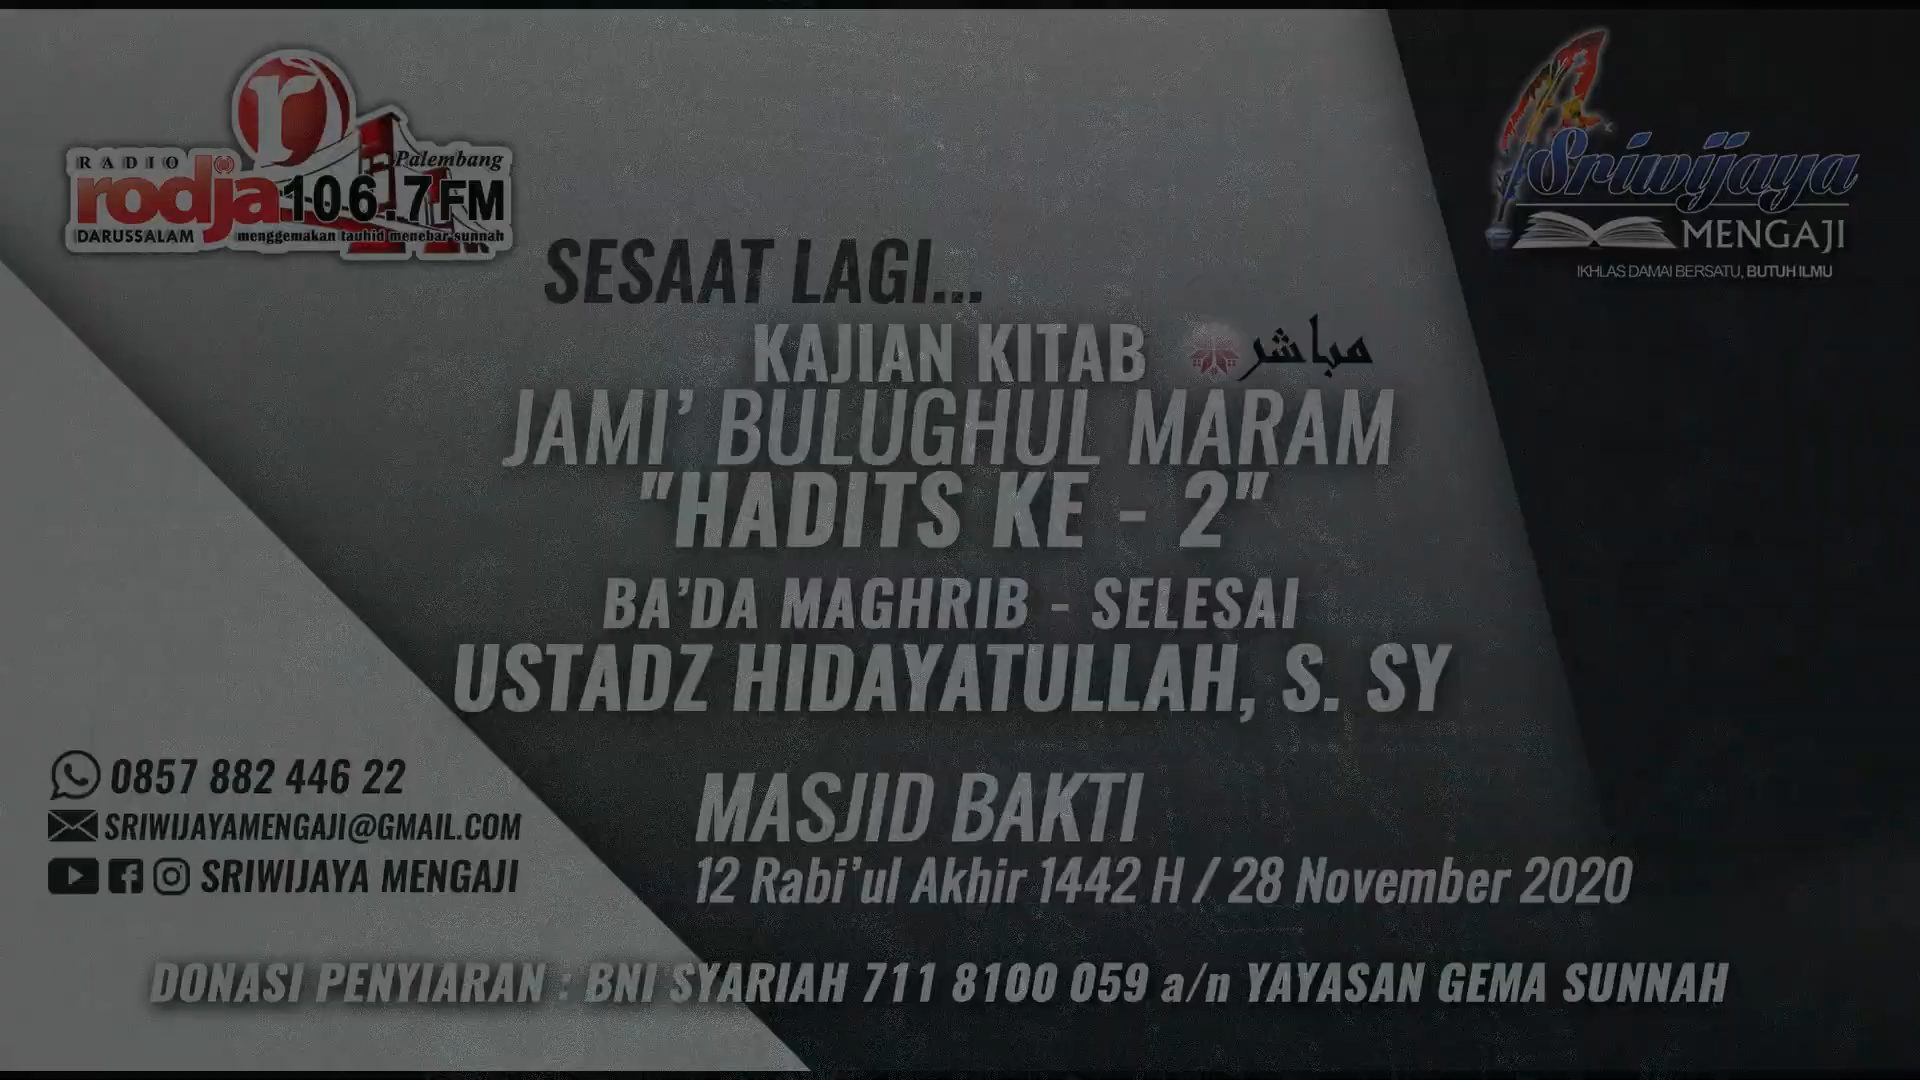 RADIO
rodja 106.7 FM
Palembang
DARUSSALAM
menggemakan tauhid menebar sunnah
Sriwijaya
MENGAJI
IKHLAS DAMAI BERSATU, BUTUH ILMU
SESAAT LAGI...
KAJIAN KITAB
مباشر
JAMI’ BULUGHUL MARAM
"HADITS KE - 2"
BA’DA MAGHRIB - SELESAI
USTADZ HIDAYATULLAH, S. SY
0857 882 446 22
SRIWIJAYAMENGAJI@GMAIL.COM
SRIWIJAYA MENGAJI
MASJID BAKTI
12 Rabi’ul Akhir 1442 H / 28 November 2020
DONASI PENYIARAN : BNI SYARIAH 711 8100 059 a/n YAYASAN GEMA SUNNAH